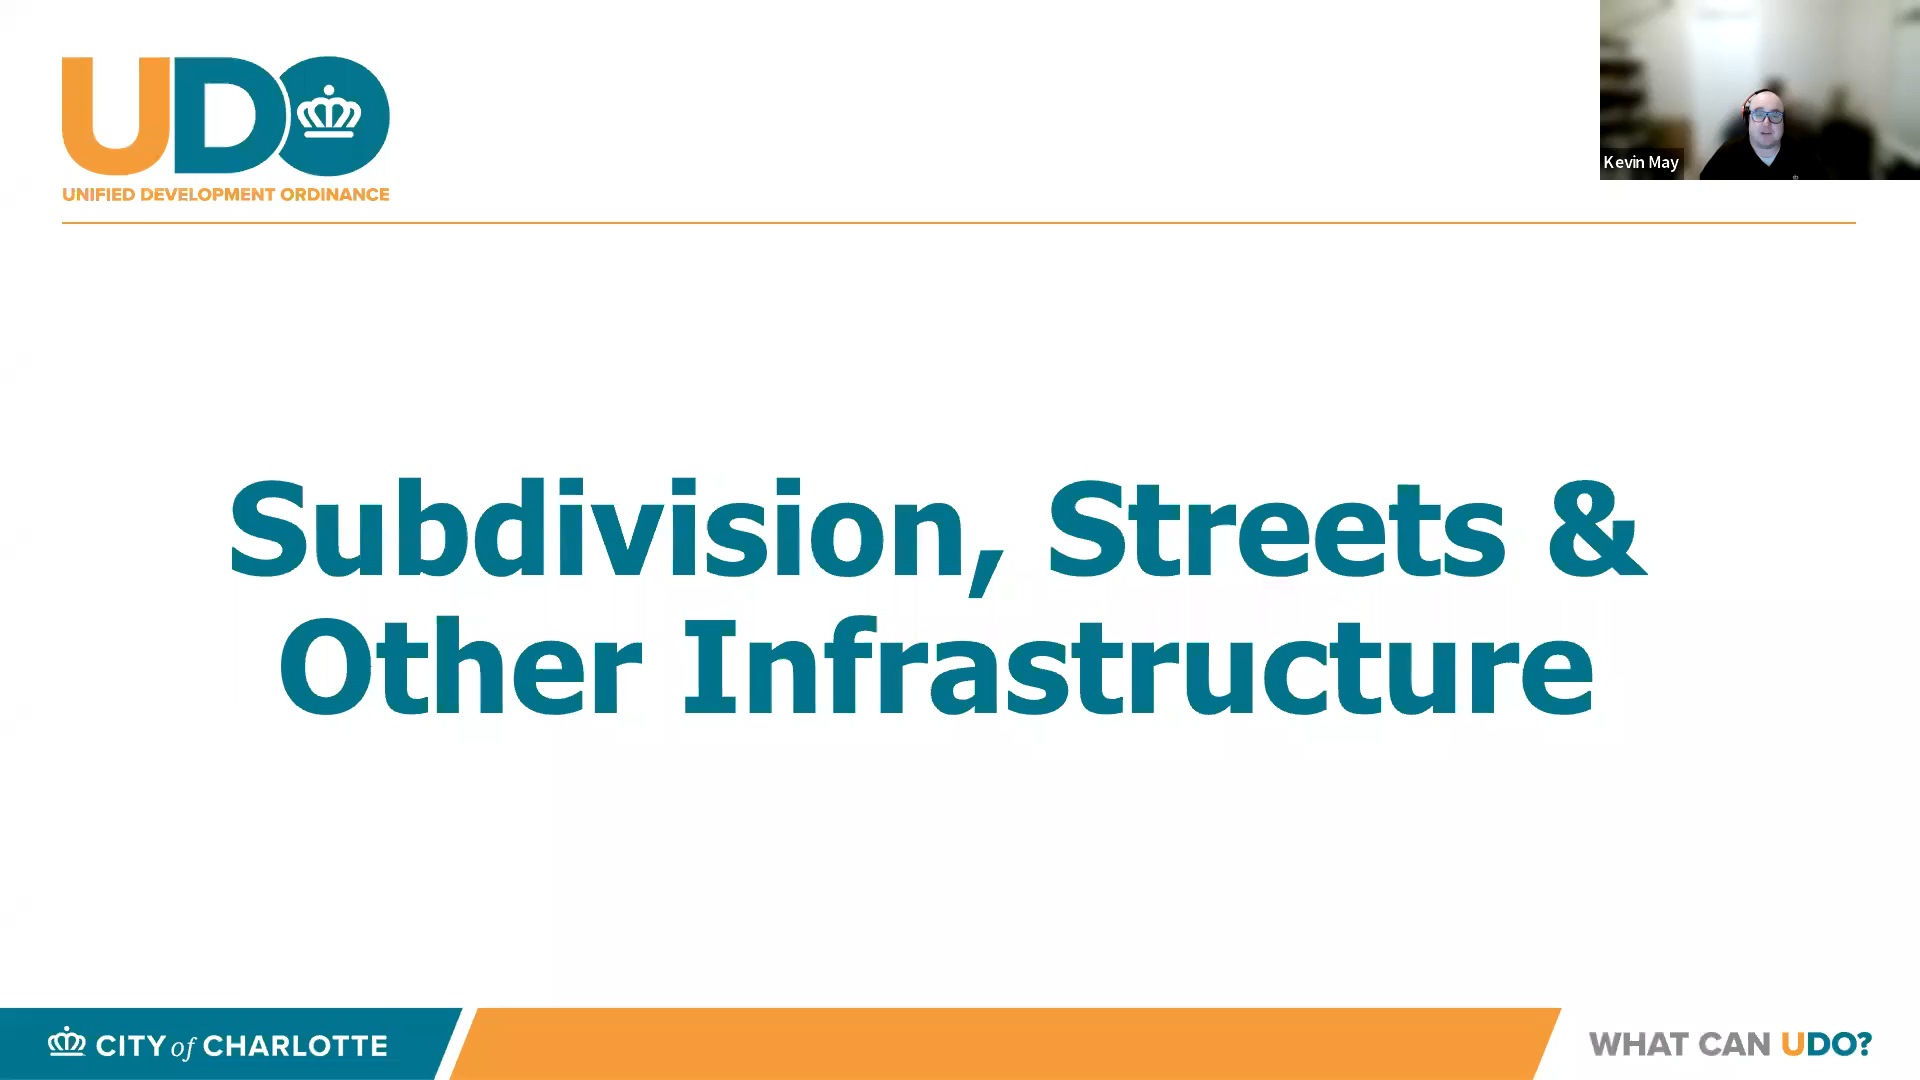 UDO
UNIFIED DEVELOPMENT ORDINANCE
Kevin May
Subdivision, Streets &
Other Infrastructure
CITY of CHARLOTTE
WHAT CAN UDO?